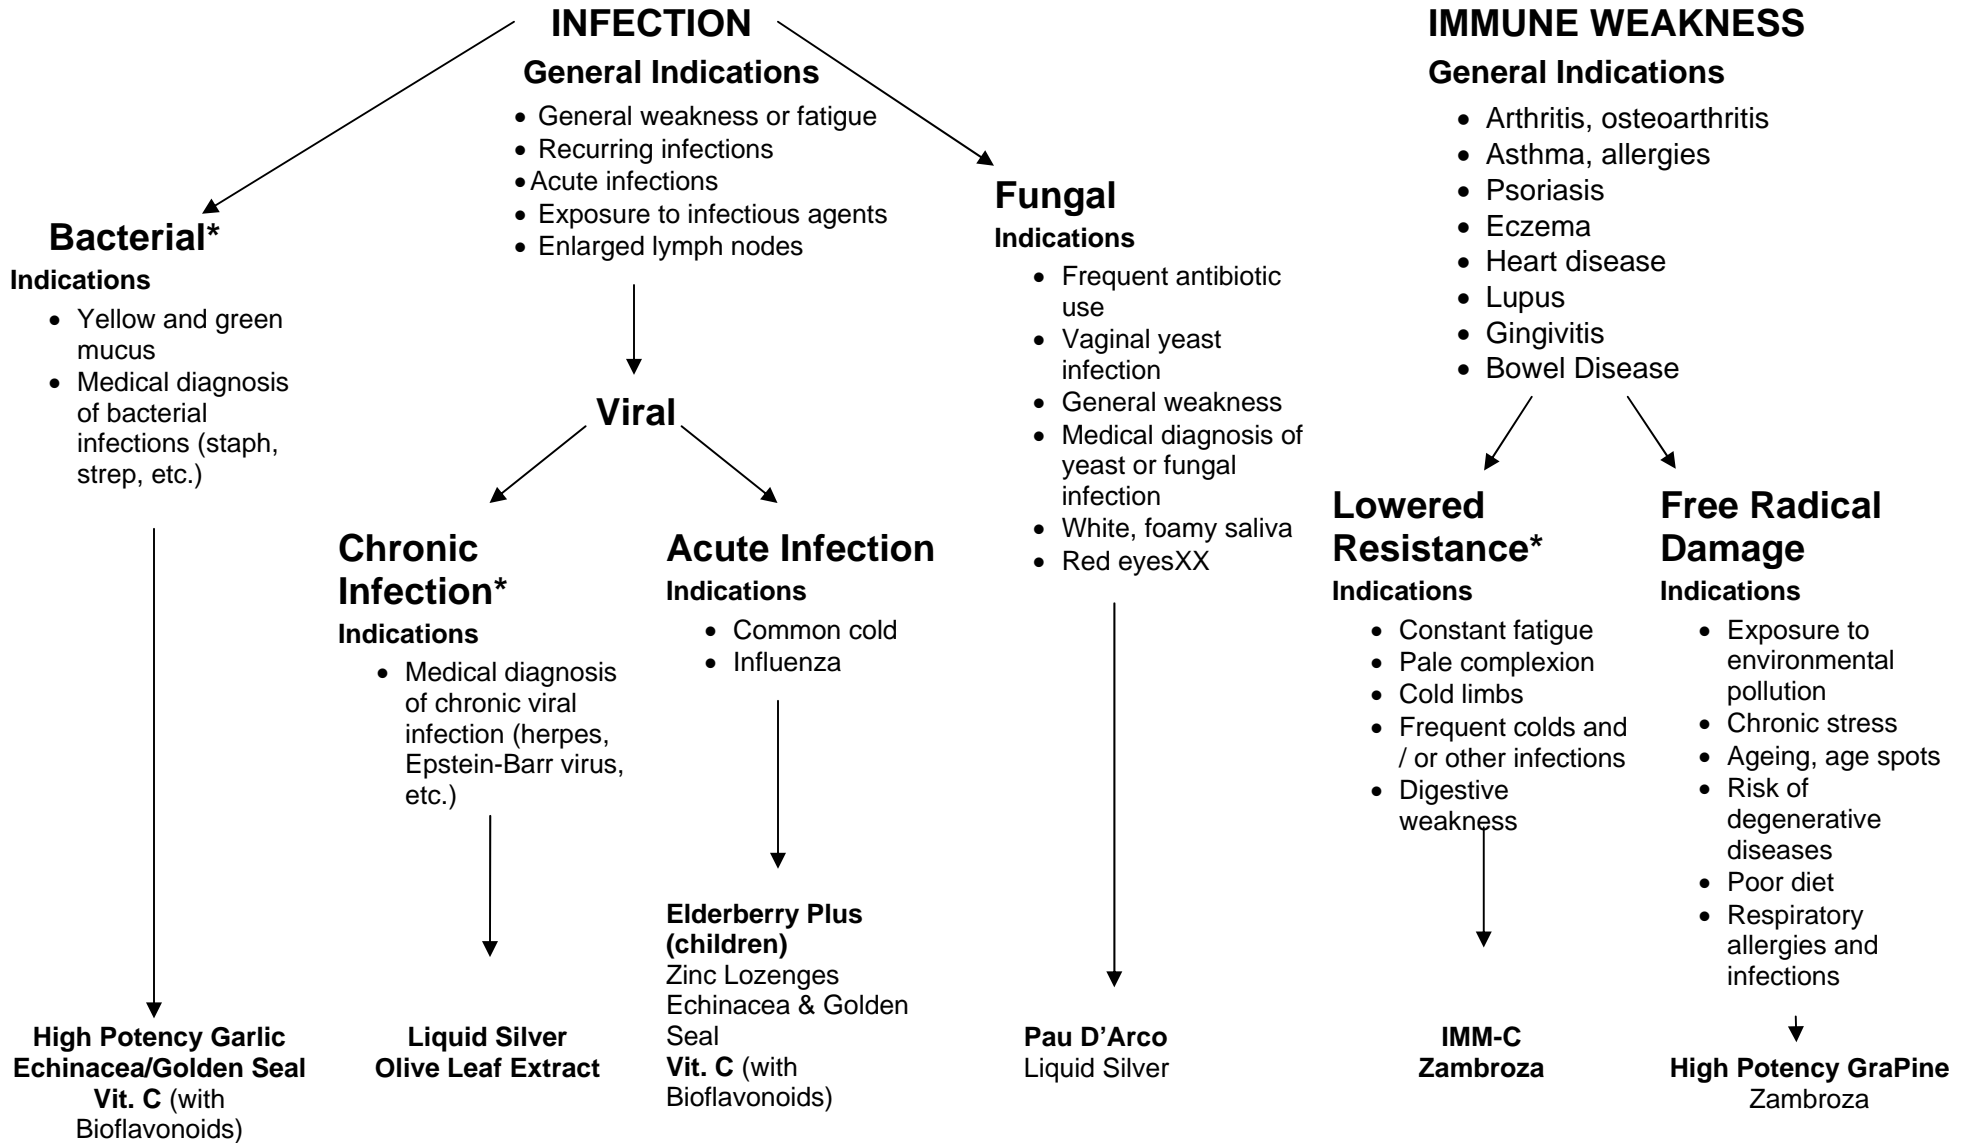 INFECTION
General Indications
• General weakness or fatigue
• Recurring infections
• Acute infections
• Exposure to infectious agents
• Enlarged lymph nodes
Bacterial*
Indications
• Yellow and green
mucus
• Medical diagnosis
of bacterial
infections (staph,
strep, etc.)
High Potency Garlic
Echinacea/Golden Seal
Vit. C (with
Bioflavonoids)
Viral
Chronic
Infection*
Indications
• Medical diagnosis
of chronic viral
infection (herpes,
Epstein-Barr virus,
etc.)
Liquid Silver
Olive Leaf Extract
Acute Infection
Indications
• Common cold
• Influenza
Elderberry Plus
(children)
Zinc Lozenges
Echinacea & Golden
Seal
Vit. C (with
Bioflavonoids)
Fungal
Indications
• Frequent antibiotic
use
• Vaginal yeast
infection
• General weakness
• Medical diagnosis of
yeast or fungal
infection
• White, foamy saliva
• Red eyesXX
Pau D’Arco
Liquid Silver
IMMUNE WEAKNESS
General Indications
• Arthritis, osteoarthritis
• Asthma, allergies
• Psoriasis
• Eczema
• Heart disease
• Lupus
• Gingivitis
• Bowel Disease
Lowered
Resistance*
Indications
• Constant fatigue
• Pale complexion
• Cold limbs
• Frequent colds and
/ or other infections
• Digestive
weakness
IMM-C
Zambroza
Free Radical
Damage
Indications
• Exposure to
environmental
pollution
• Chronic stress
• Ageing, age spots
• Risk of
degenerative
diseases
• Poor diet
• Respiratory
allergies and
infections
High Potency GraPine
Zambroza